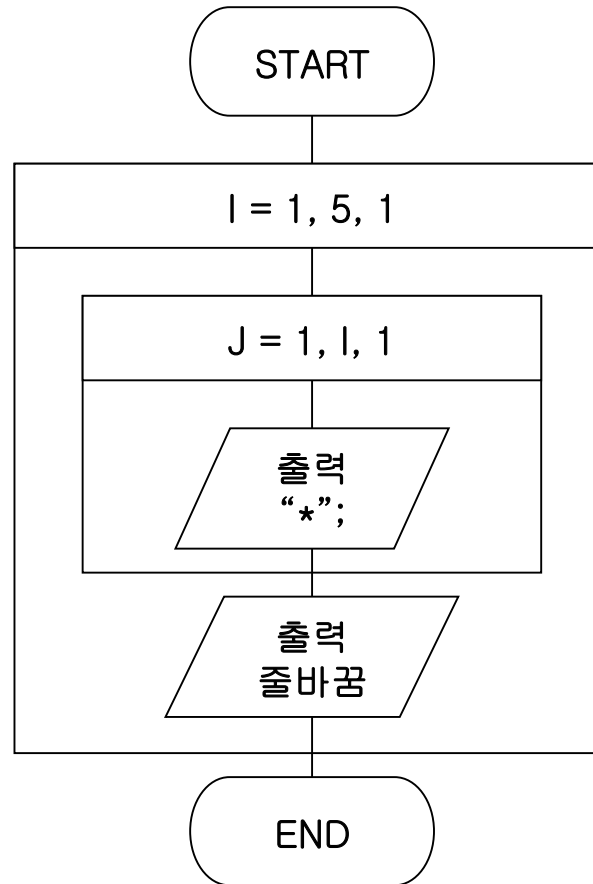 START
I = 1, 5, 1
J = 1, I, 1
출력
“*”;
출력
줄바꿈
END